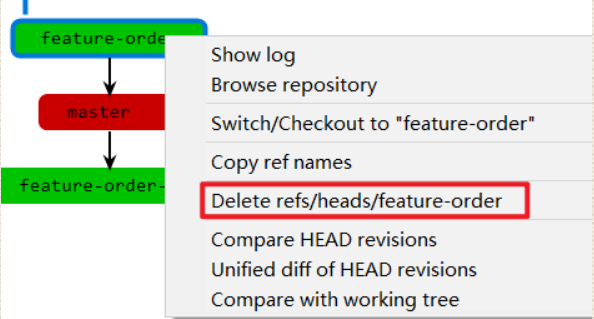 feature-orde
Show log
Browse repository
master
Switch/Checkout to "feature-order"
Copy ref names
feature-order-
Delete refs/heads/feature-order
Compare HEAD revisions
Unified diff of HEAD revisions
Compare with working tree